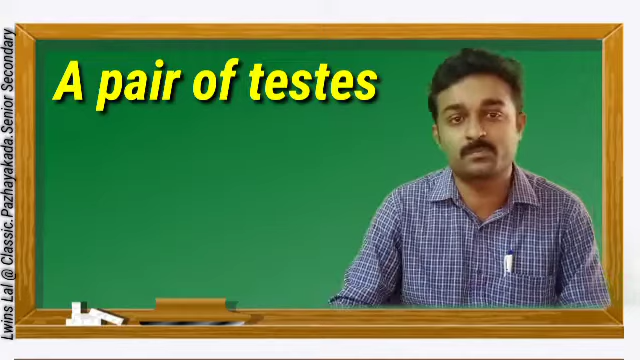 A pair of testes
Lwins Lal @ Classic.Pazhayakada.Senior Secondary